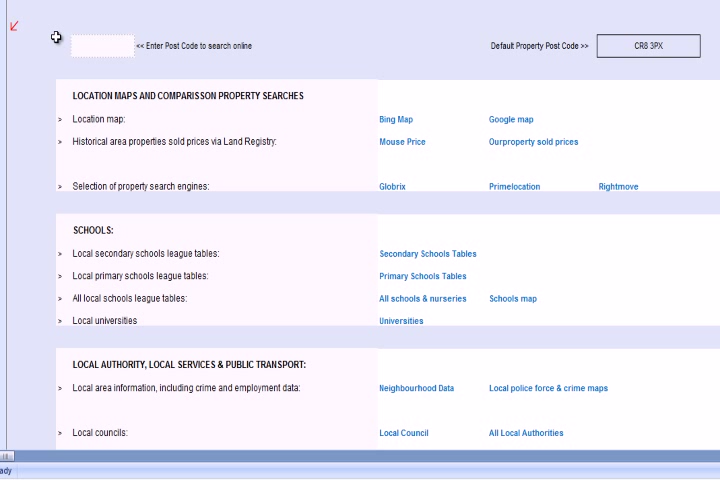 << Enter Post Code to search online Default Property Post Code >> CR8 3PX
LOCATION MAPS AND COMPARISSON PROPERTY SEARCHES
> Location map: Bing Map Google map
> Historical area properties sold prices via Land Registry: Mouse Price Ourproperty sold prices
> Selection of property search engines: Globrix Primelocation Rightmove
SCHOOLS:
> Local secondary schools league tables: Secondary Schools Tables
> Local primary schools league tables: Primary Schools Tables
> All local schools league tables: All schools & nurseries Schools map
> Local universities Universities
LOCAL AUTHORITY, LOCAL SERVICES & PUBLIC TRANSPORT:
> Local area information, including crime and employment data: Neighbourhood Data Local police force & crime maps
> Local councils: Local Council All Local Authorities
ady